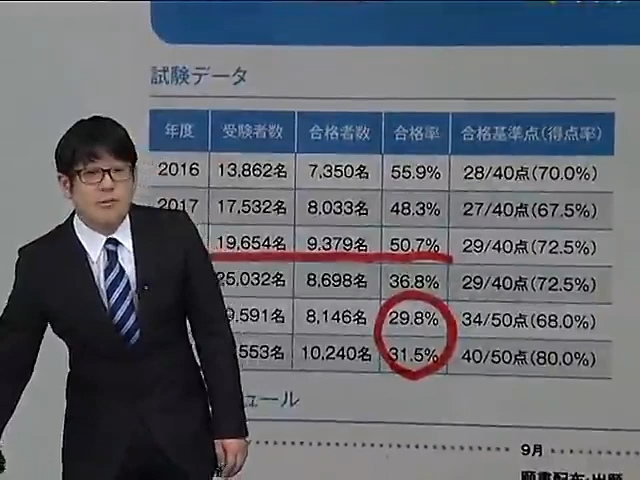 試験データ
年度 受験者数 合格者数 合格率 合格基準点(得点率)
2016 13,862名 7,350名 55.9% 28/40点(70.0%)
2017 17,532名 8,033名 48.3% 27/40点(67.5%)
19,654名 9,379名 50.7% 29/40点(72.5%)
25,032名 8,698名 36.8% 29/40点(72.5%)
,591名 8,146名 29.8% 34/50点(68.0%)
,553名 10,240名 31.5% 40/50点(80.0%)
ュール
9月